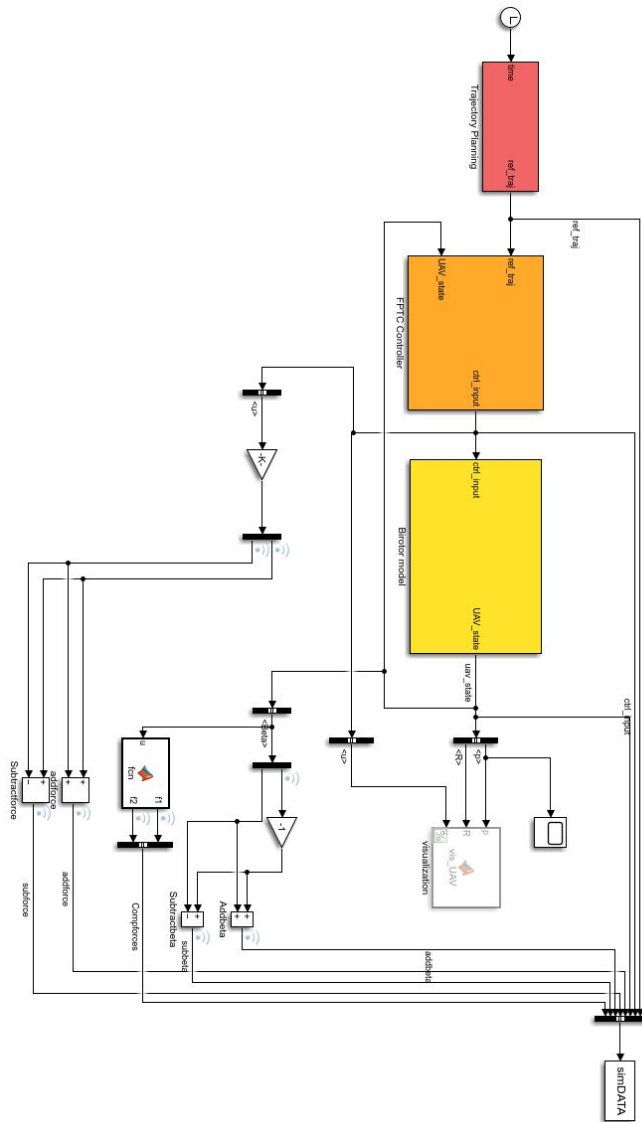 time
Trajectory Planning
ref_traj
ref_traj
UAV_state
ref_traj
FPTC Controller
ctrl_input
<u>
-K-
ctrl_input
Birotor model
UAV_state
uav_state
ctrl_input
<Beta>
<u>
<p>
<R>
u
fcn
f1
f2
-1
P
R
vis_UAV
visualization
+
+
addforce
+
−
Subtractforce
+
+
Addbeta
+
−
Subtractbeta
addforce
subforce
Compforces
subbeta
addbeta
simDATA